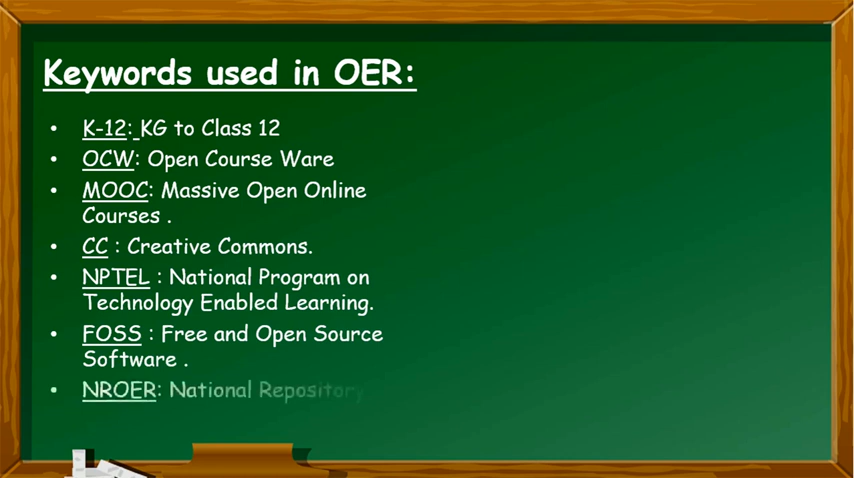 Keywords used in OER:
• K-12: KG to Class 12
• OCW: Open Course Ware
• MOOC: Massive Open Online
Courses .
• CC : Creative Commons.
• NPTEL : National Program on
Technology Enabled Learning.
• FOSS : Free and Open Source
Software .
• NROER: National Repository